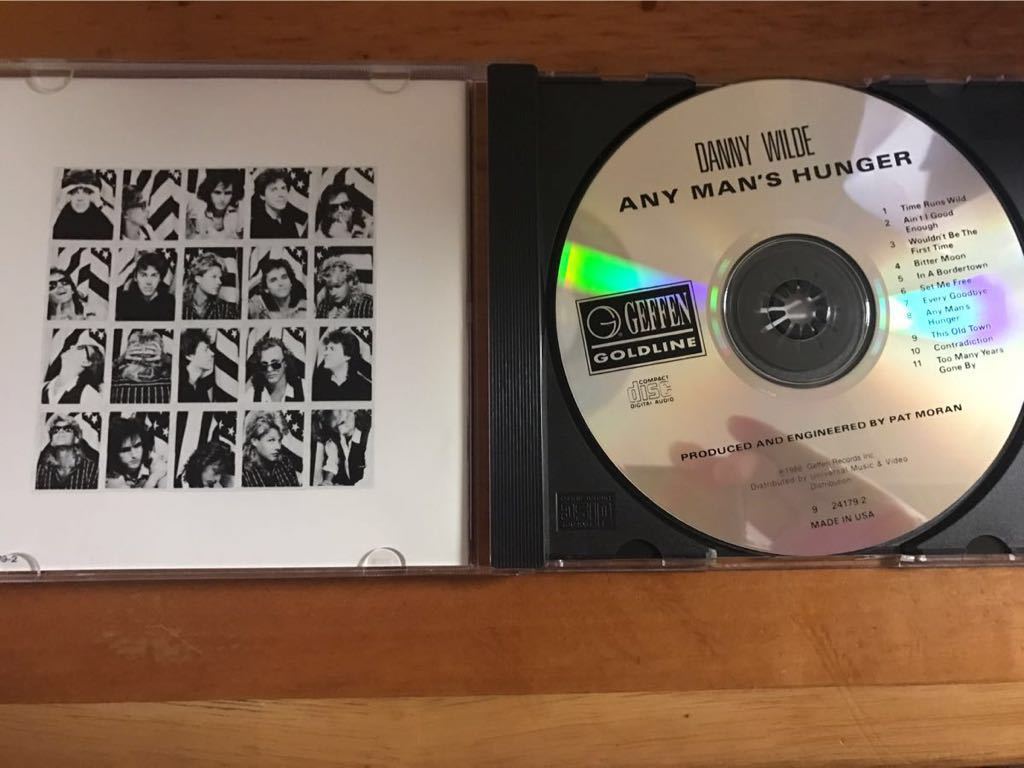 DANNY WILDE
ANY MAN'S HUNGER
1 Time Runs Wild
2 Ain't I Good
Enough
3 Wouldn't Be The
First Time
4 Bitter Moon
5 In A Bordertown
6 Set Me Free
7 Every Goodbye
8 Any Man's
Hunger
9 This Old Town
10 Contradiction
11 Too Many Years
Gone By
G GEFFEN
GOLDLINE
COMPACT
disc
DIGITAL AUDIO
PRODUCED AND ENGINEERED BY PAT MORAN
Geffen Records Inc.
Distributed by Universal Music & Video
Distribution
9 24179-2
MADE IN USA